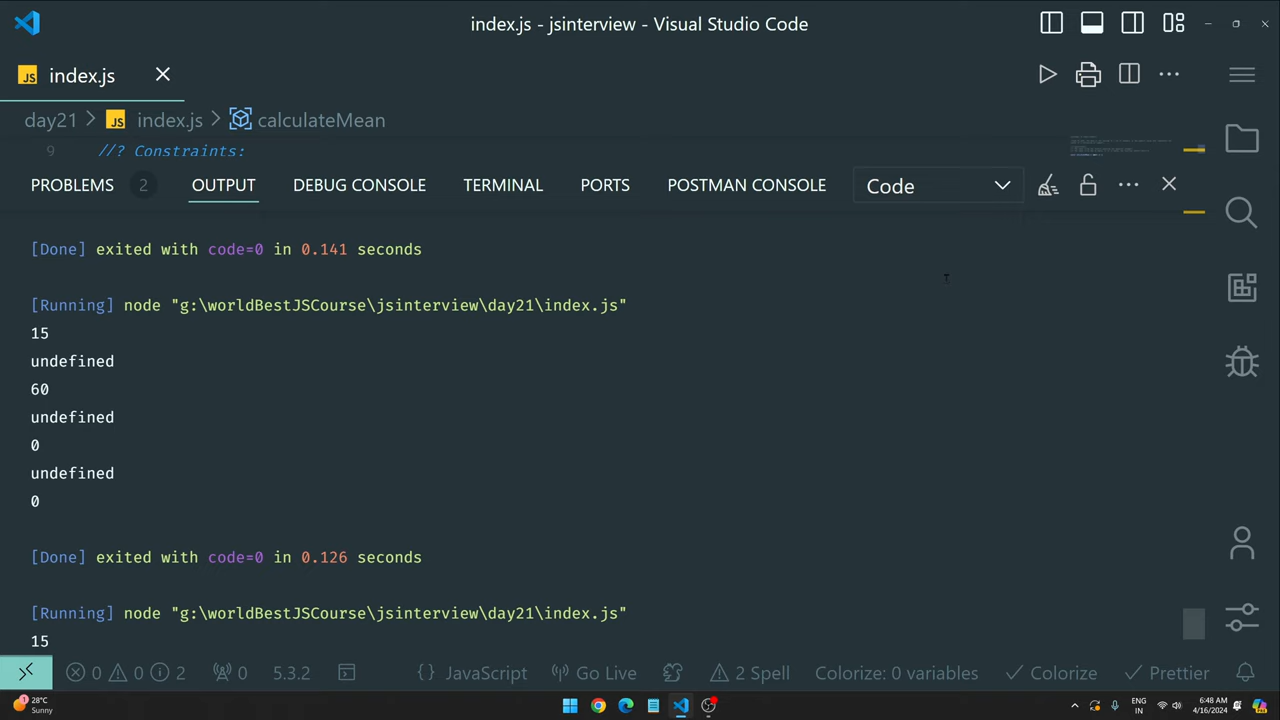 index.js - jsinterview - Visual Studio Code
JS index.js
day21 > JS index.js > calculateMean
9 //? Constraints:
PROBLEMS 2 OUTPUT DEBUG CONSOLE TERMINAL PORTS POSTMAN CONSOLE Code
[Done] exited with code=0 in 0.141 seconds
[Running] node "g:\worldBestJSCourse\jsinterview\day21\index.js"
15
undefined
60
undefined
0
undefined
0
[Done] exited with code=0 in 0.126 seconds
[Running] node "g:\worldBestJSCourse\jsinterview\day21\index.js"
15
0 0 2 0 5.3.2 {} JavaScript Go Live 2 Spell Colorize: 0 variables Colorize Prettier
1 28°C
Sunny
ENG
IN
6:48 AM
4/16/2024